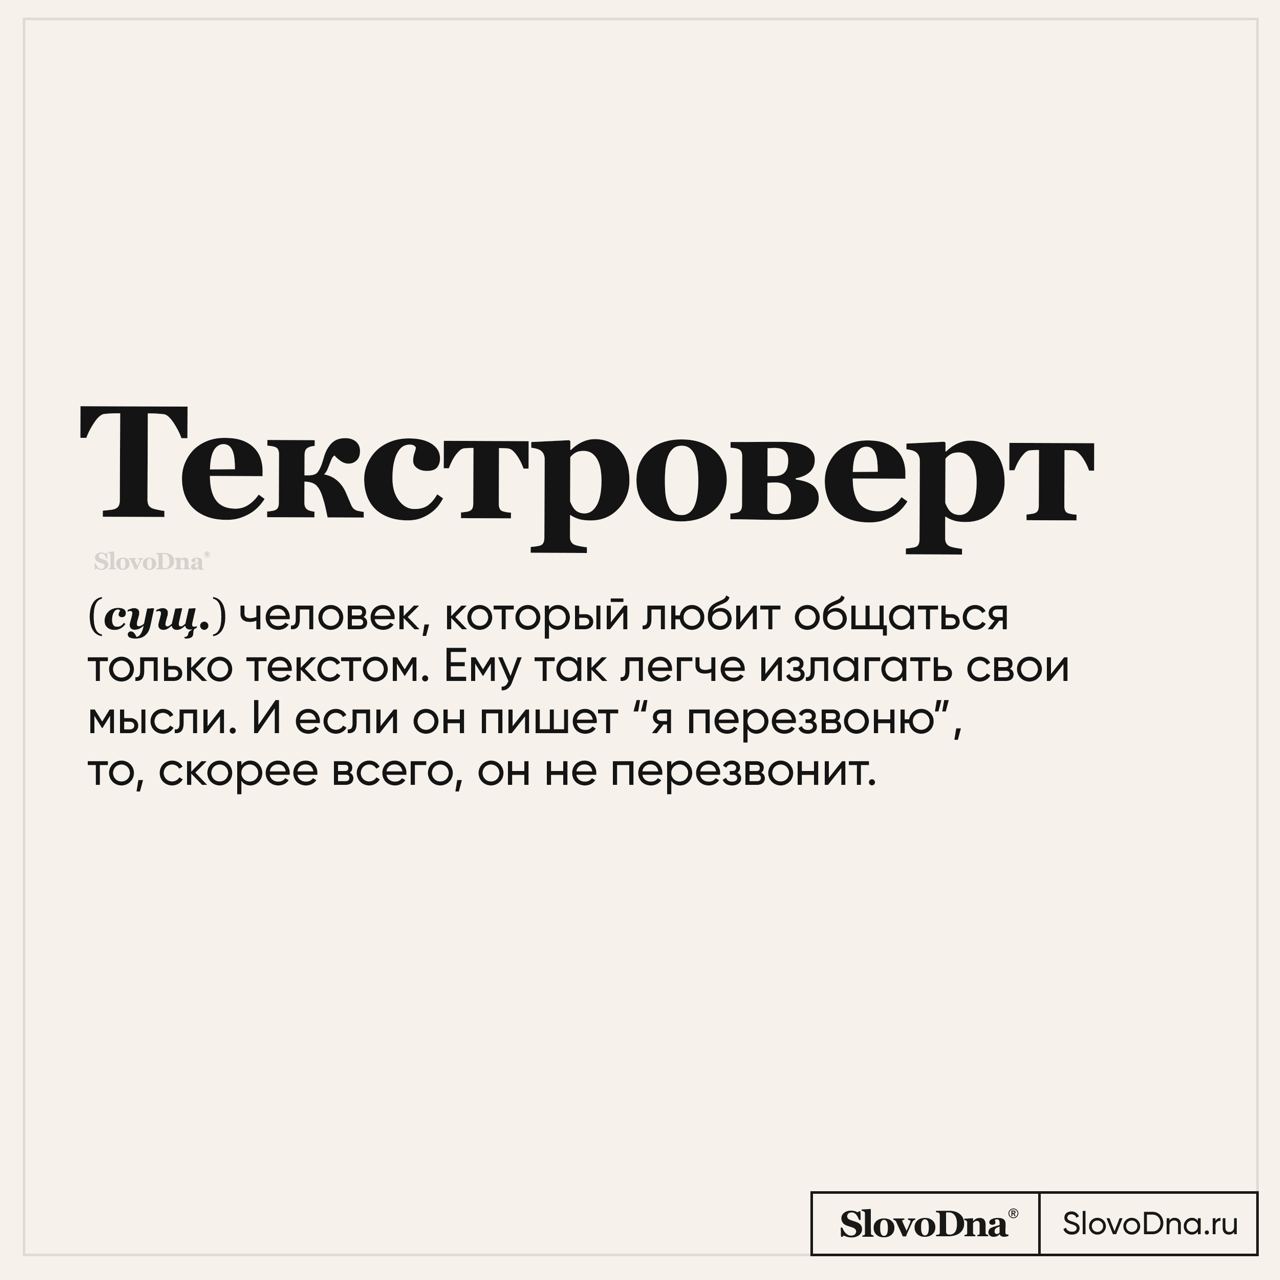 Текстроверт
SlovoDna®
(сущ.) человек, который любит общаться
только текстом. Ему так легче излагать свои
мысли. И если он пишет “я перезвоню”,
то, скорее всего, он не перезвонит.
SlovoDna® SlovoDna.ru